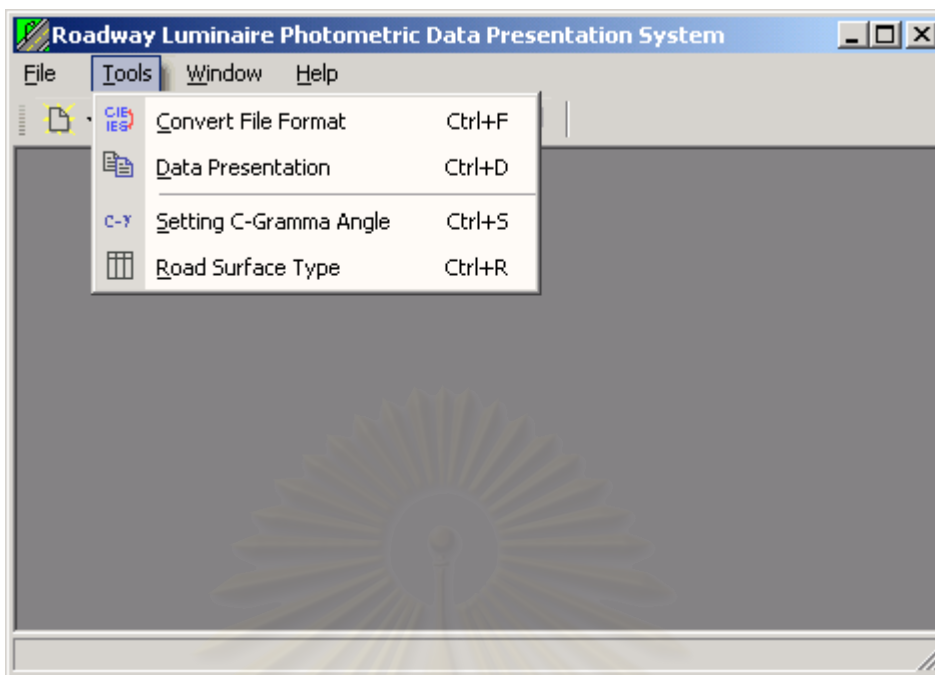 Roadway Luminaire Photometric Data Presentation System
File Tools Window Help
CIE IES Convert File Format Ctrl+F
Data Presentation Ctrl+D
C-γ Setting C-Gramma Angle Ctrl+S
Road Surface Type Ctrl+R